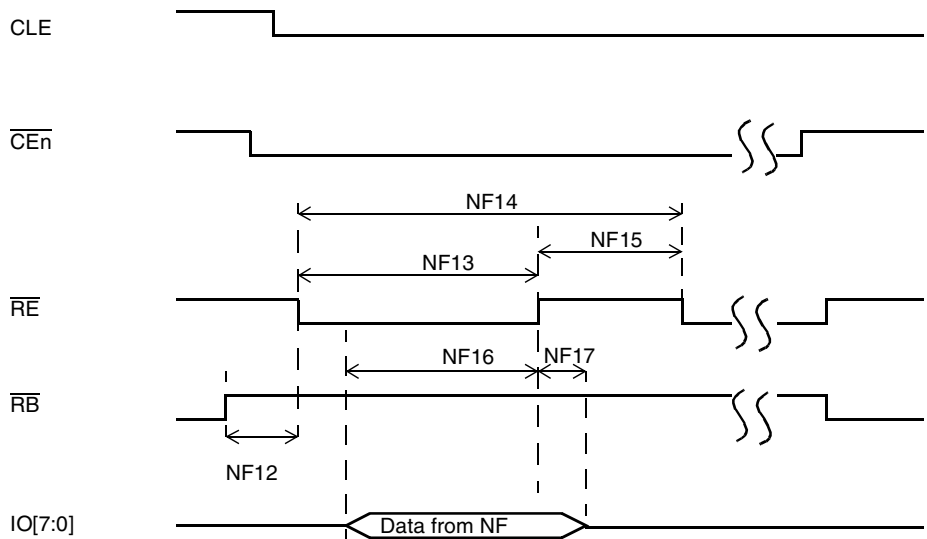 CLE
CEn
NF14
NF15
NF13
RE
NF16 NF17
RB
NF12
IO[7:0] Data from NF